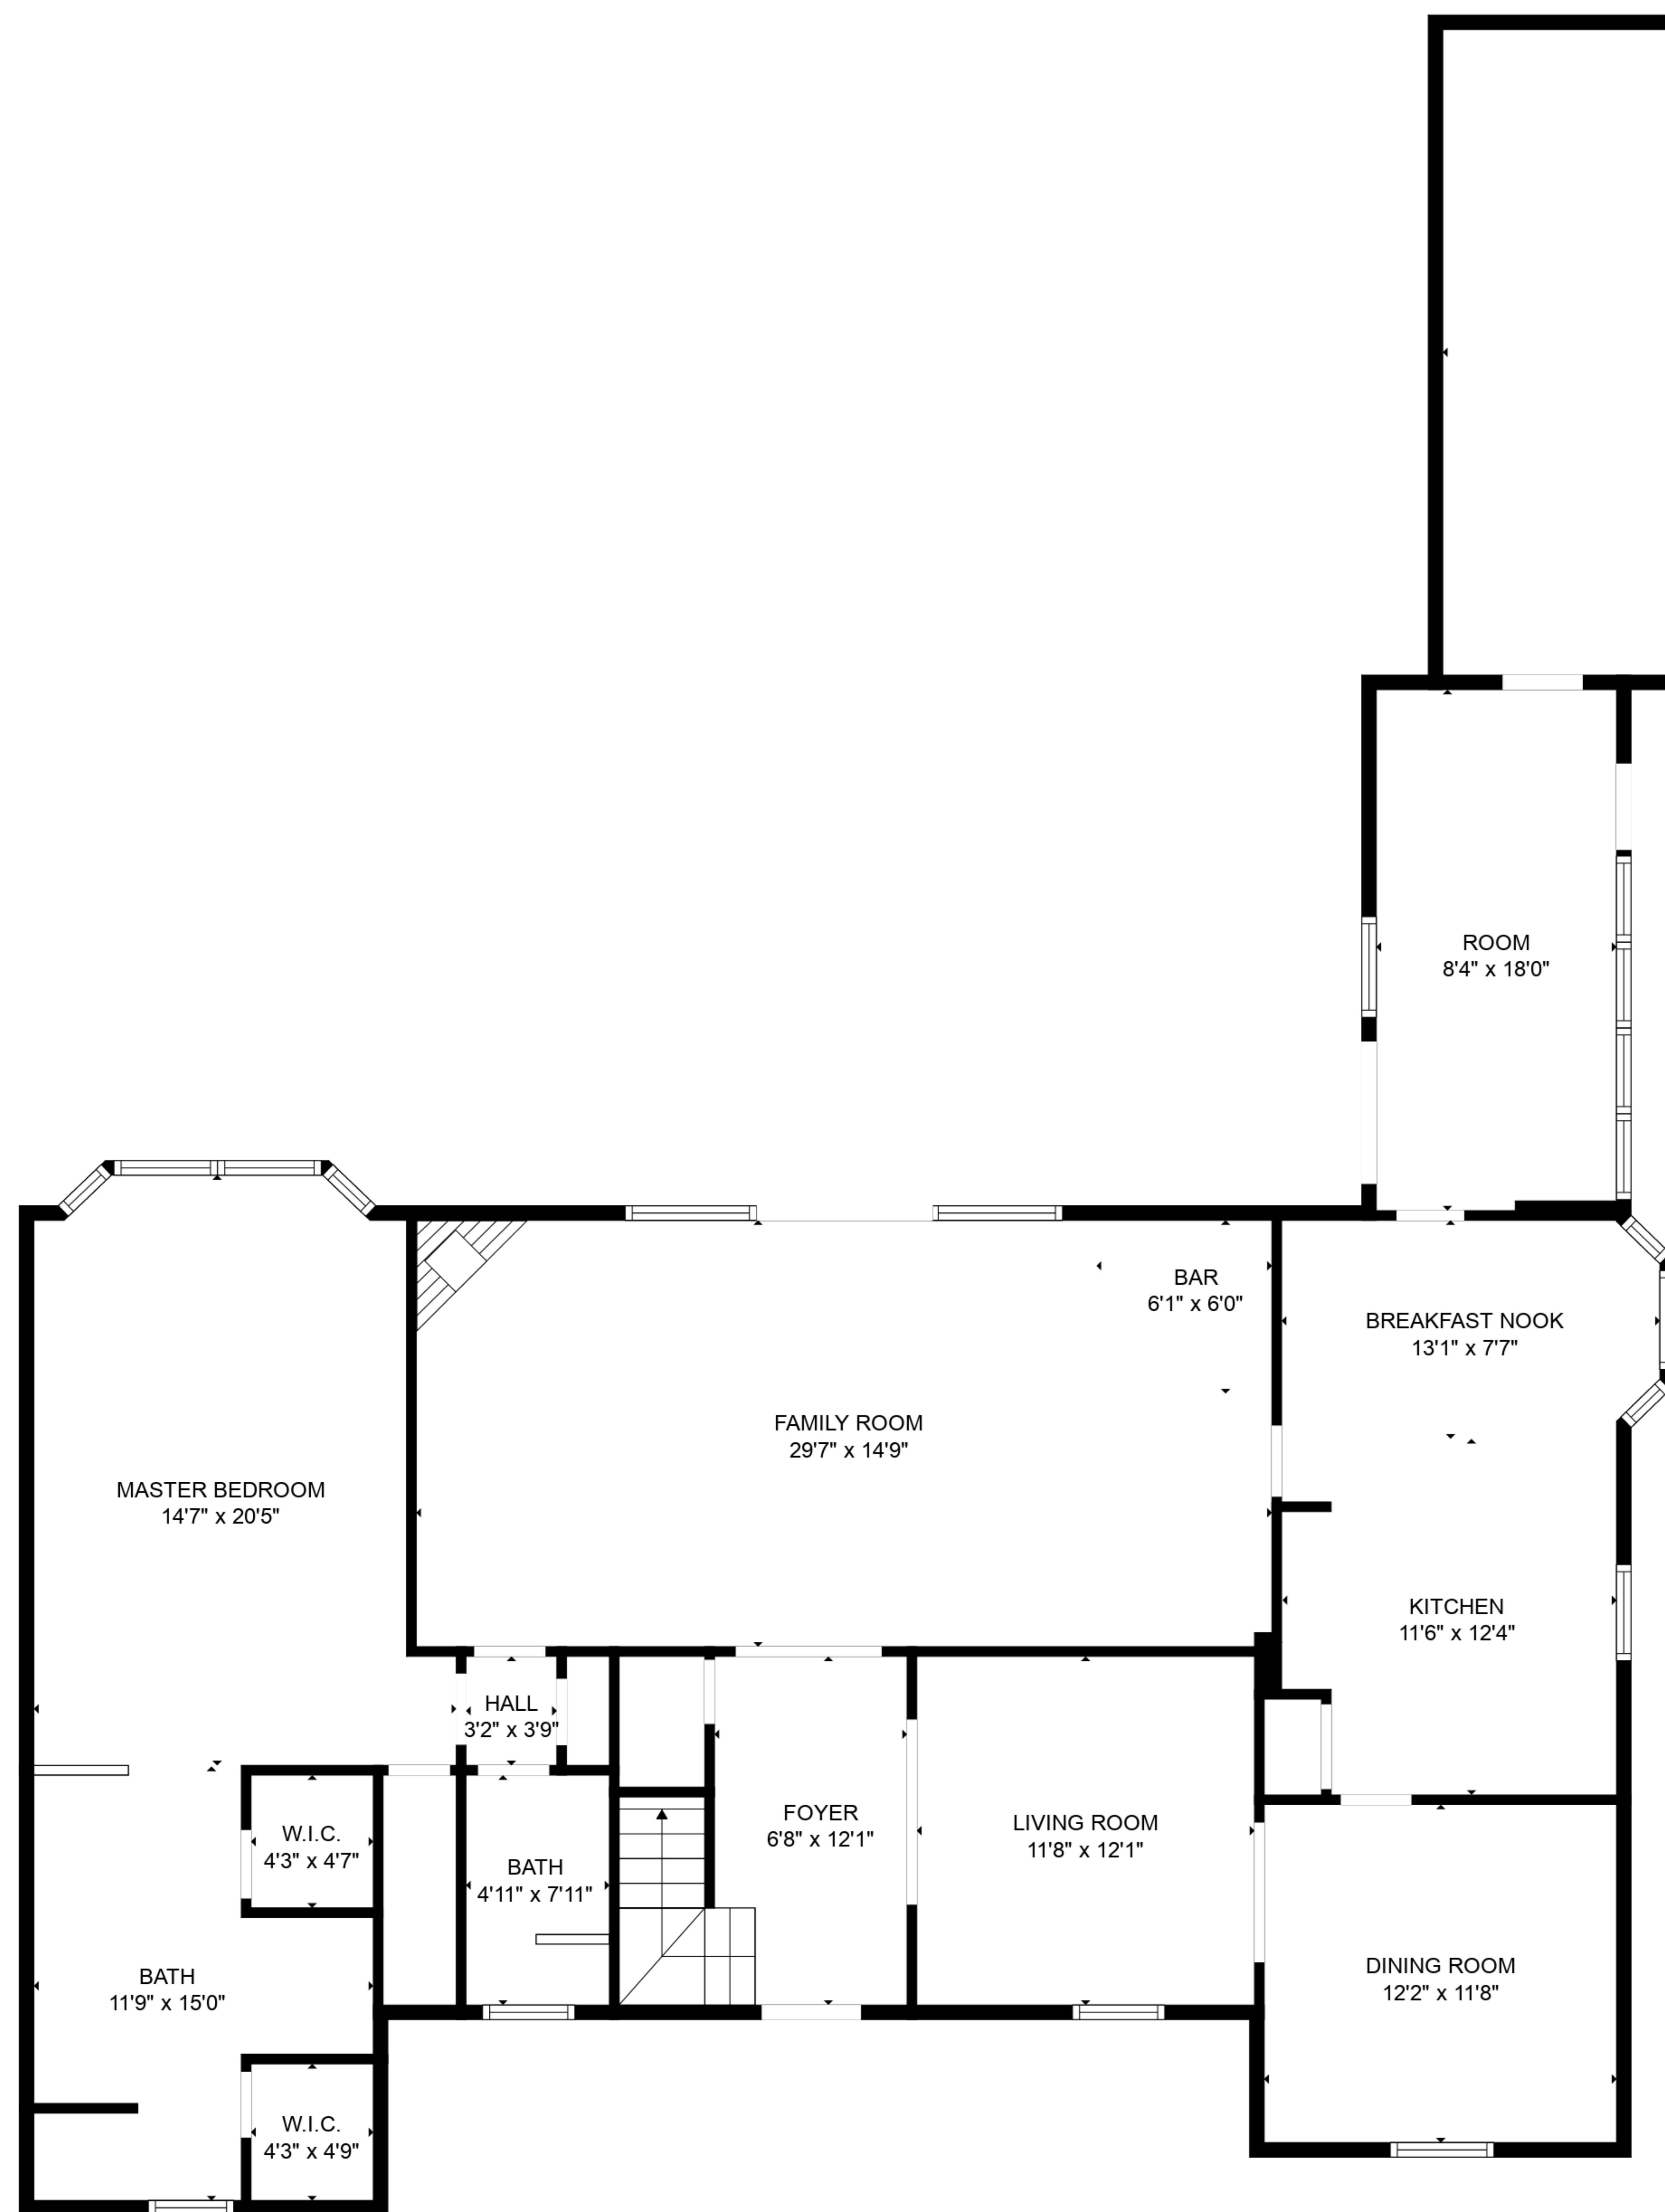 ROOM
8'4" x 18'0"
BAR
6'1" x 6'0"
BREAKFAST NOOK
13'1" x 7'7"
FAMILY ROOM
29'7" x 14'9"
MASTER BEDROOM
14'7" x 20'5"
KITCHEN
11'6" x 12'4"
HALL
3'2" x 3'9"
FOYER
6'8" x 12'1"
LIVING ROOM
11'8" x 12'1"
W.I.C.
4'3" x 4'7"
BATH
4'11" x 7'11"
DINING ROOM
12'2" x 11'8"
BATH
11'9" x 15'0"
W.I.C.
4'3" x 4'9"